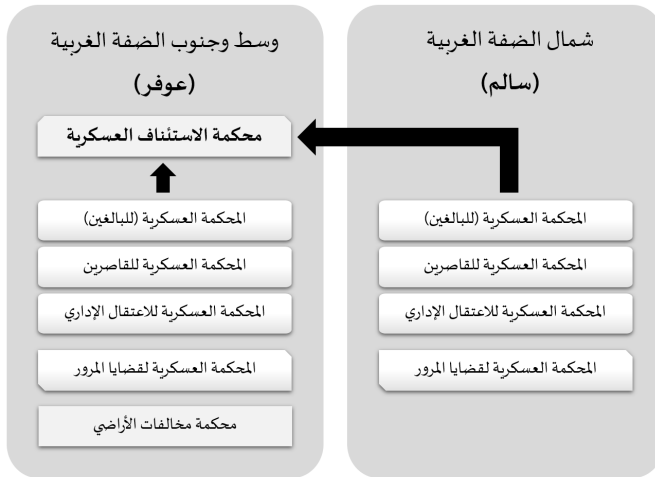 شمال الضفة الغربية
(سالم)
المحكمة العسكرية (للبالغين)
المحكمة العسكرية للقاصرين
المحكمة العسكرية للاعتقال الإداري
المحكمة العسكرية لقضايا المرور
وسط وجنوب الضفة الغربية
(عوفر)
محكمة الاستئناف العسكرية
المحكمة العسكرية (للبالغين)
المحكمة العسكرية للقاصرين
المحكمة العسكرية للاعتقال الإداري
المحكمة العسكرية لقضايا المرور
محكمة مخالفات الأراضي